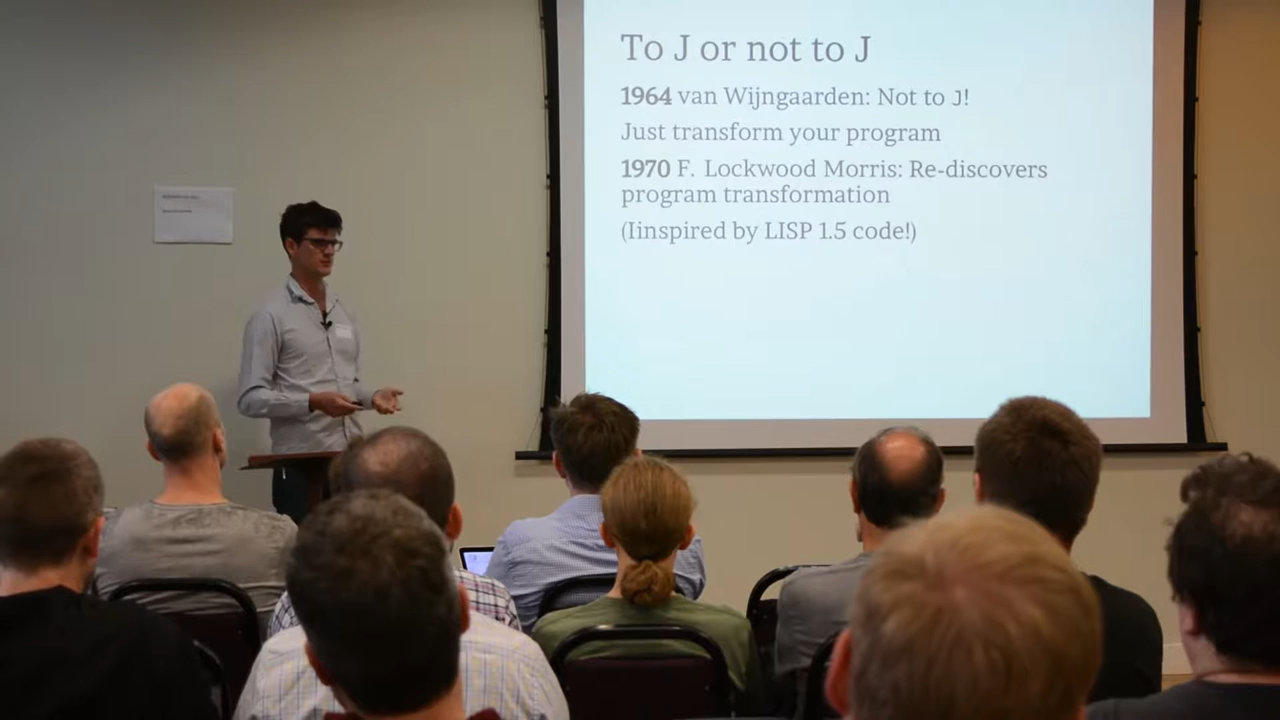 To J or not to J
1964 van Wijngaarden: Not to J!
Just transform your program
1970 F. Lockwood Morris: Re-discovers
program transformation
(Iinspired by LISP 1.5 code!)